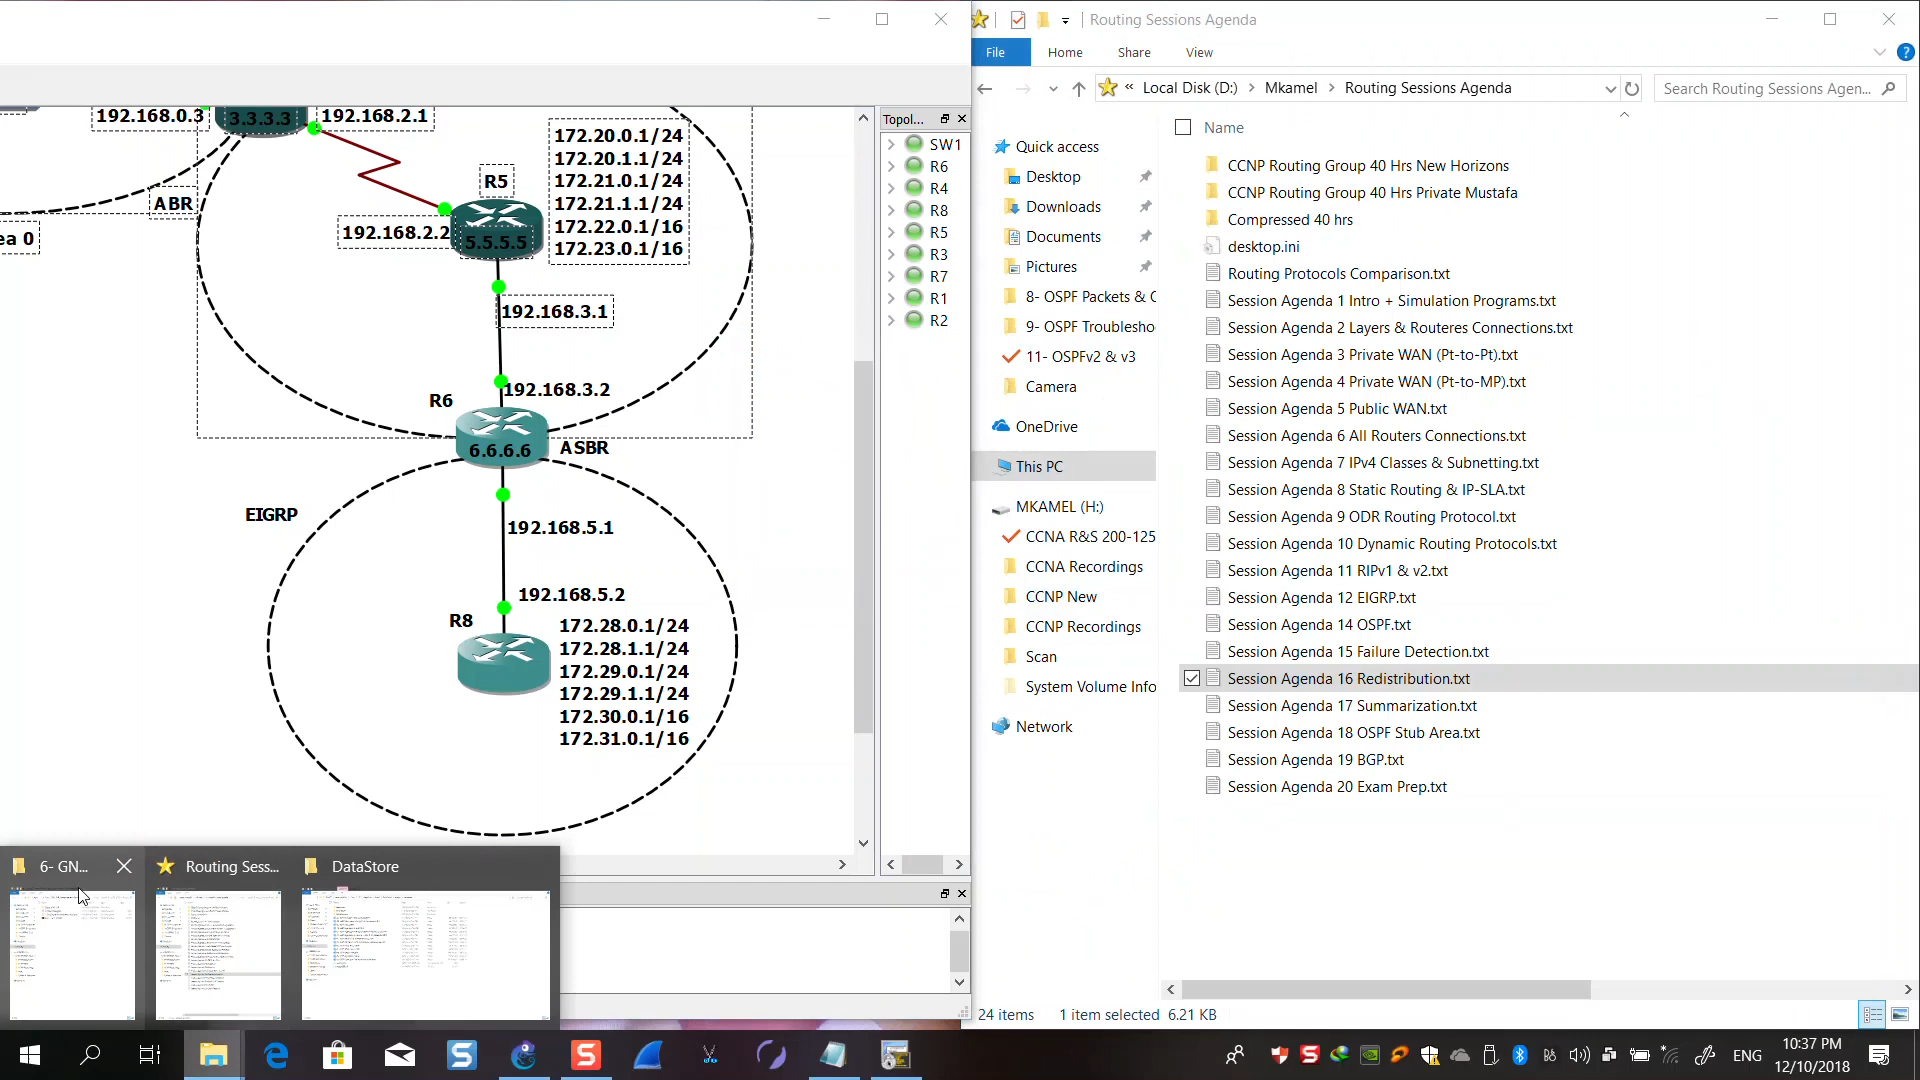 192.168.0.3
3.3.3.3
192.168.2.1
ABR
ea 0
R5
172.20.0.1/24
172.20.1.1/24
172.21.0.1/24
172.21.1.1/24
172.22.0.1/16
172.23.0.1/16
192.168.2.2
5.5.5.5
192.168.3.1
192.168.3.2
R6
6.6.6.6
ASBR
EIGRP
192.168.5.1
192.168.5.2
R8
172.28.0.1/24
172.28.1.1/24
172.29.0.1/24
172.29.1.1/24
172.30.0.1/16
172.31.0.1/16
Topol...
SW1
R6
R4
R8
R5
R3
R7
R1
R2
6- GN...
Routing Sess...
DataStore
Routing Sessions Agenda
File Home Share View
« Local Disk (D:) > Mkamel > Routing Sessions Agenda
Search Routing Sessions Agen...
Quick access
Desktop
Downloads
Documents
Pictures
8- OSPF Packets & C
9- OSPF Troublesho
11- OSPFv2 & v3
Camera
OneDrive
This PC
MKAMEL (H:)
CCNA R&S 200-125
CCNA Recordings
CCNP New
CCNP Recordings
Scan
System Volume Info
Network
Name
CCNP Routing Group 40 Hrs New Horizons
CCNP Routing Group 40 Hrs Private Mustafa
Compressed 40 hrs
desktop.ini
Routing Protocols Comparison.txt
Session Agenda 1 Intro + Simulation Programs.txt
Session Agenda 2 Layers & Routeres Connections.txt
Session Agenda 3 Private WAN (Pt-to-Pt).txt
Session Agenda 4 Private WAN (Pt-to-MP).txt
Session Agenda 5 Public WAN.txt
Session Agenda 6 All Routers Connections.txt
Session Agenda 7 IPv4 Classes & Subnetting.txt
Session Agenda 8 Static Routing & IP-SLA.txt
Session Agenda 9 ODR Routing Protocol.txt
Session Agenda 10 Dynamic Routing Protocols.txt
Session Agenda 11 RIPv1 & v2.txt
Session Agenda 12 EIGRP.txt
Session Agenda 14 OSPF.txt
Session Agenda 15 Failure Detection.txt
Session Agenda 16 Redistribution.txt
Session Agenda 17 Summarization.txt
Session Agenda 18 OSPF Stub Area.txt
Session Agenda 19 BGP.txt
Session Agenda 20 Exam Prep.txt
24 items 1 item selected 6.21 KB
ENG
10:37 PM
12/10/2018